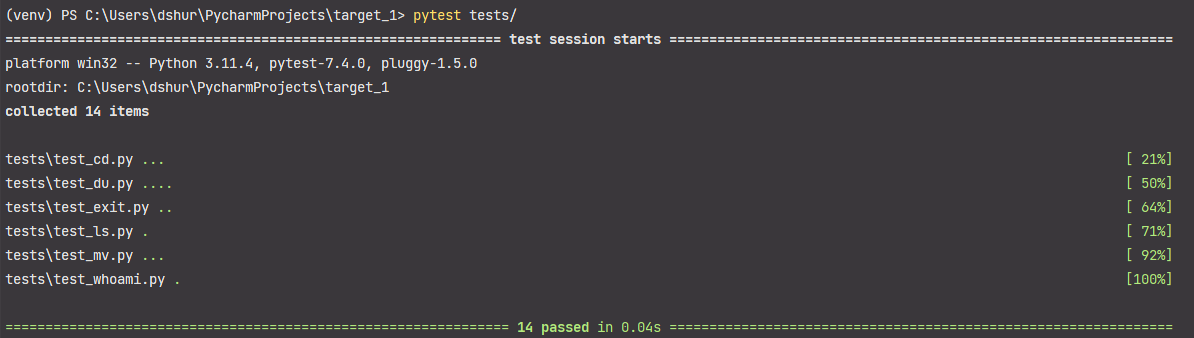 (venv) PS C:\Users\dshur\PycharmProjects\target_1> pytest tests/
============================================================== test session starts ===============================================================
platform win32 -- Python 3.11.4, pytest-7.4.0, pluggy-1.5.0
rootdir: C:\Users\dshur\PycharmProjects\target_1
collected 14 items
tests\test_cd.py ... [ 21%]
tests\test_du.py .... [ 50%]
tests\test_exit.py .. [ 64%]
tests\test_ls.py . [ 71%]
tests\test_mv.py ... [ 92%]
tests\test_whoami.py . [100%]
=============================================================== 14 passed in 0.04s ===============================================================